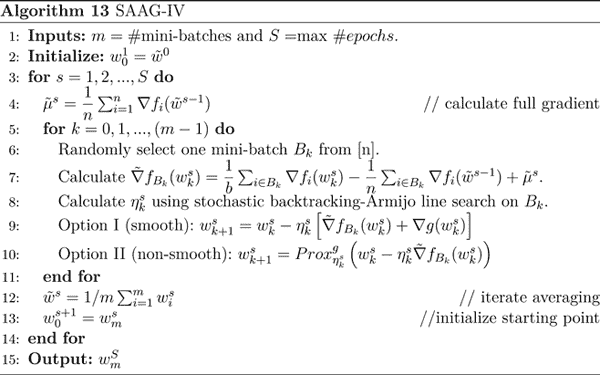 Algorithm 13 SAAG-IV
1: Inputs: m = #mini-batches and S =max #epochs.
2: Initialize: w_0^1 = w̃^0
3: for s = 1, 2, ..., S do
4: μ̃^s = 1/n ∑_{i=1}^n ∇f_i(w̃^{s−1}) // calculate full gradient
5: for k = 0, 1, ..., (m − 1) do
6: Randomly select one mini-batch B_k from [n].
7: Calculate ∇̃f_{B_k}(w_k^s) = 1/b ∑_{i∈B_k} ∇f_i(w_k^s) − 1/n ∑_{i∈B_k} ∇f_i(w̃^{s−1}) + μ̃^s.
8: Calculate η_k^s using stochastic backtracking-Armijo line search on B_k.
9: Option I (smooth): w_{k+1}^s = w_k^s − η_k^s [∇̃f_{B_k}(w_k^s) + ∇g(w_k^s)]
10: Option II (non-smooth): w_{k+1}^s = Prox_{η_k^s}^g (w_k^s − η_k^s ∇̃f_{B_k}(w_k^s))
11: end for
12: w̃^s = 1/m ∑_{i=1}^m w_i^s // iterate averaging
13: w_0^{s+1} = w_m^s //initialize starting point
14: end for
15: Output: w_m^S